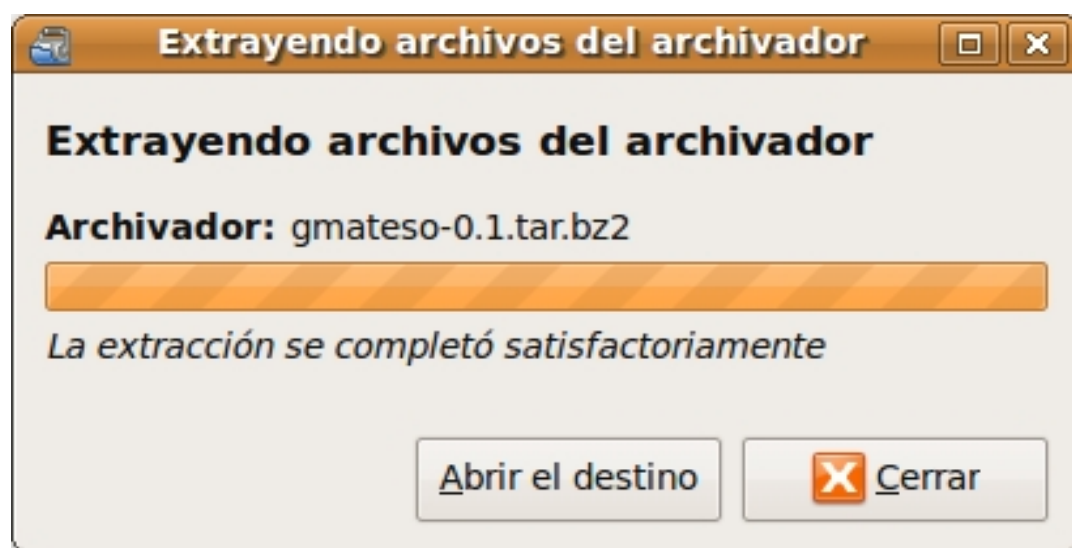 Extrayendo archivos del archivador
Extrayendo archivos del archivador
Archivador: gmateso-0.1.tar.bz2
La extracción se completó satisfactoriamente
Abrir el destino Cerrar